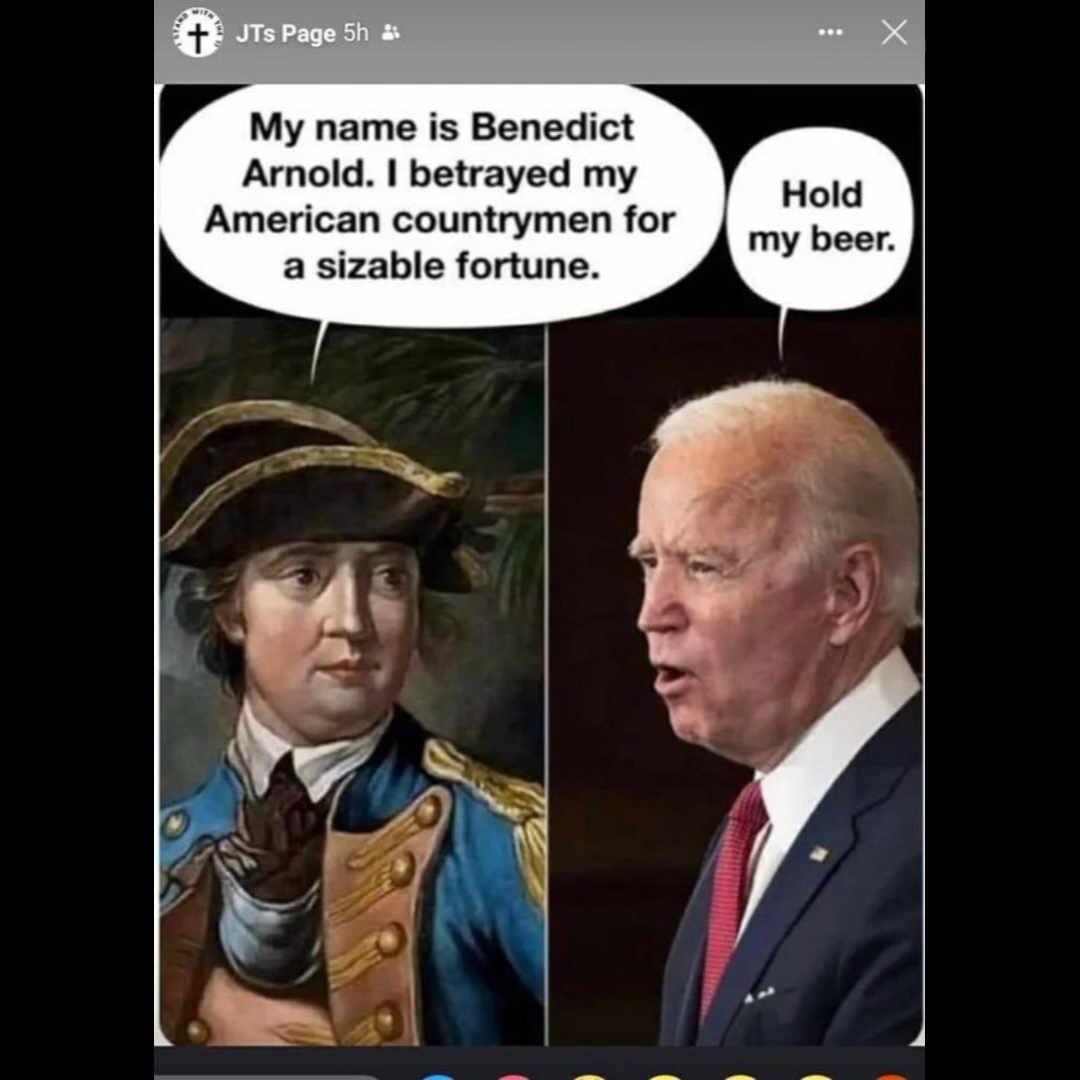 JTs Page 5h
My name is Benedict
Arnold. I betrayed my
American countrymen for
a sizable fortune.
Hold
my beer.